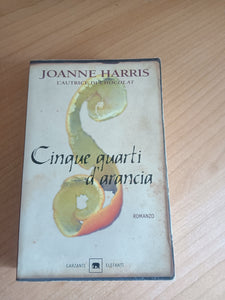 JOANNE HARRIS
L'AUTRICE DI CHOCOLAT
Cinque quarti
d'arancia
ROMANZO
GARZANTI ELEFANTI